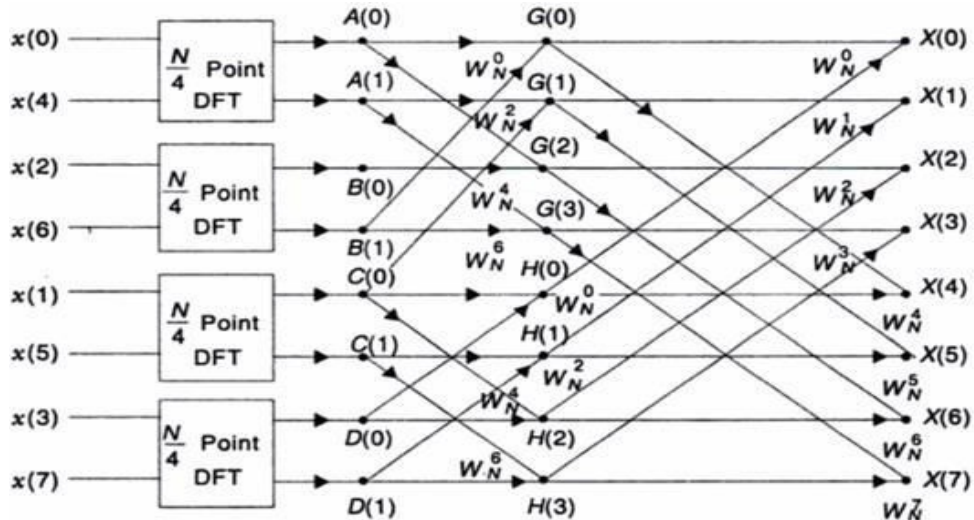 A(0) G(0)
x(0) X(0)
N/4 Point DFT
W_N^0 W_N^0
A(1) G(1)
x(4) X(1)
W_N^2 W_N^1
G(2)
x(2) X(2)
N/4 Point DFT
B(0) W_N^4 W_N^2
G(3)
x(6) X(3)
B(1) W_N^6 W_N^3
C(0) H(0)
x(1) X(4)
N/4 Point DFT
W_N^0 W_N^4
C(1) H(1)
x(5) X(5)
W_N^2 W_N^5
W_N^4
x(3) X(6)
N/4 Point DFT
D(0) H(2)
W_N^6 W_N^6
x(7) X(7)
D(1) H(3) W_N^7